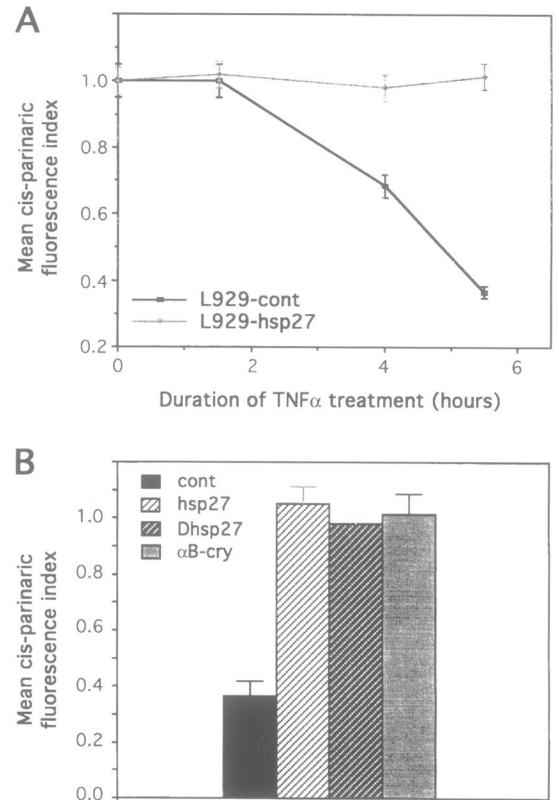 A
Mean cis-parinaric
fluorescence index
1.0
0.8
0.6
0.4
0.2
L929-cont
L929-hsp27
0 2 4 6
Duration of TNFα treatment (hours)
B
Mean cis-parinaric
fluorescence index
1.0
0.8
0.6
0.4
0.2
0.0
cont
hsp27
Dhsp27
αB-cry